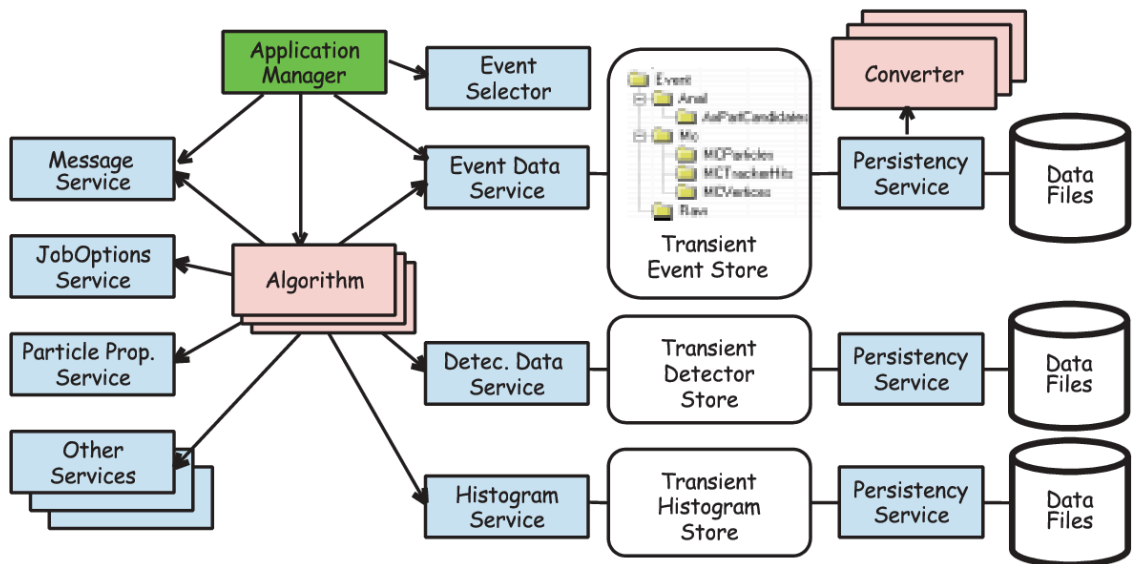 Application
Manager
Event
Selector
Converter
Event
Anal
MC
MCParticles
MCTrackerHits
MCVertices
Raw
Transient
Event Store
Message
Service
Event Data
Service
Persistency
Service
Data
Files
JobOptions
Service
Algorithm
Particle Prop.
Service
Detec. Data
Service
Transient
Detector
Store
Persistency
Service
Data
Files
Other
Services
Histogram
Service
Transient
Histogram
Store
Persistency
Service
Data
Files